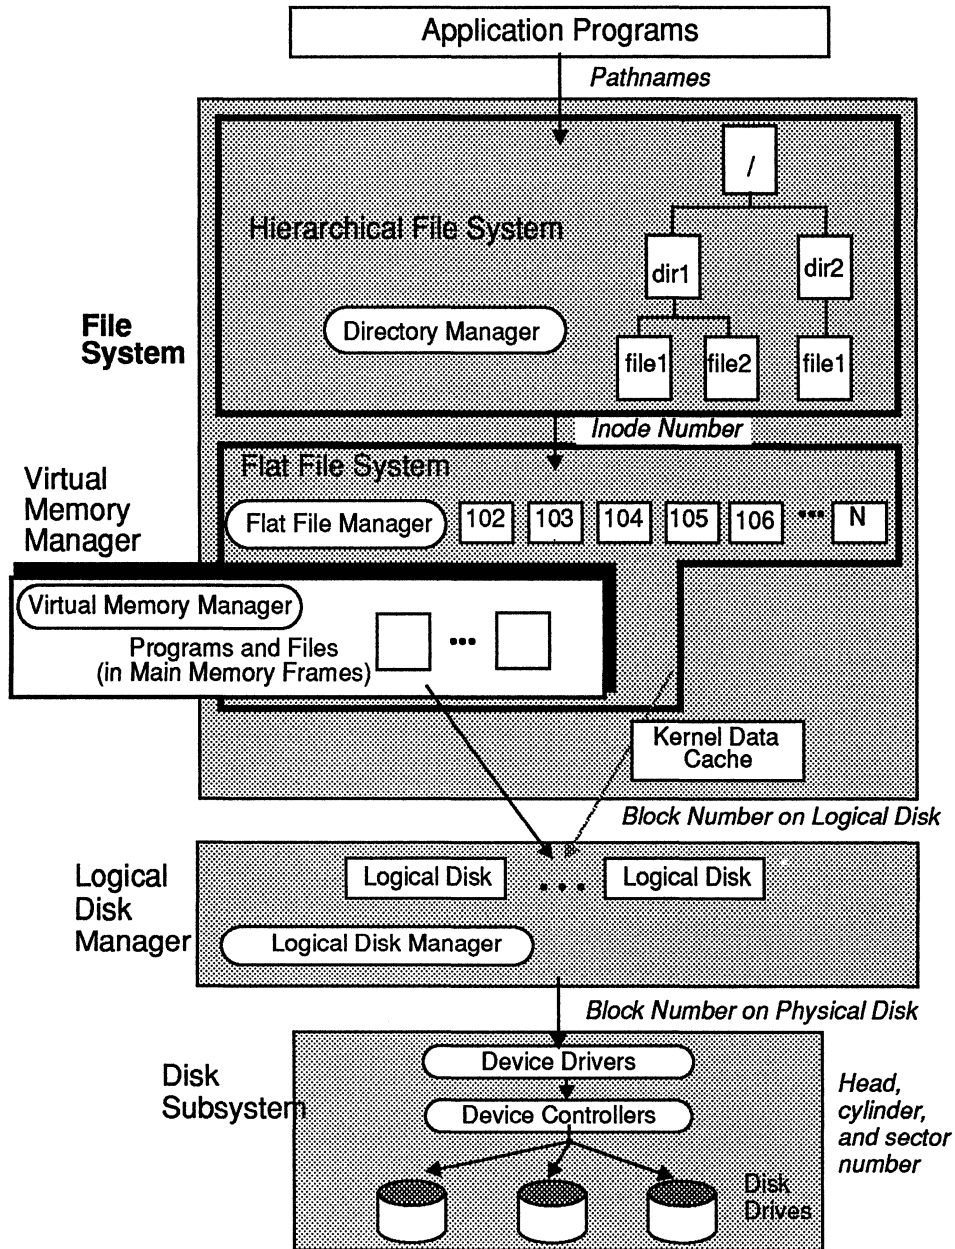 Application Programs
Pathnames
/
Hierarchical File System
dir1
dir2
Directory Manager
file1
file2
file1
File
System
Inode Number
Flat File System
Virtual
Memory
Manager
Flat File Manager
102
103
104
105
106
•••
N
Virtual Memory Manager
Programs and Files
(in Main Memory Frames)
•••
Kernel Data
Cache
Block Number on Logical Disk
Logical
Disk
Manager
Logical Disk
• • •
Logical Disk
Logical Disk Manager
Block Number on Physical Disk
Disk
Subsystem
Device Drivers
Device Controllers
Head,
cylinder,
and sector
number
Disk
Drives